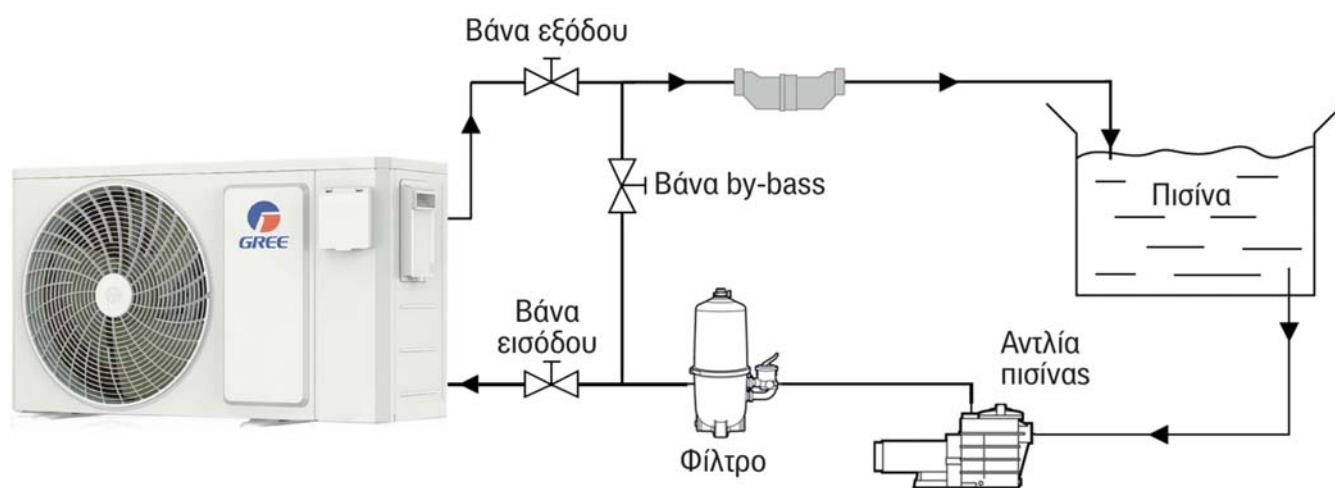 Βάνα εξόδου
Βάνα by-bass
Πισίνα
GREE
Βάνα
εισόδου
Αντλία
πισίνας
Φίλτρο